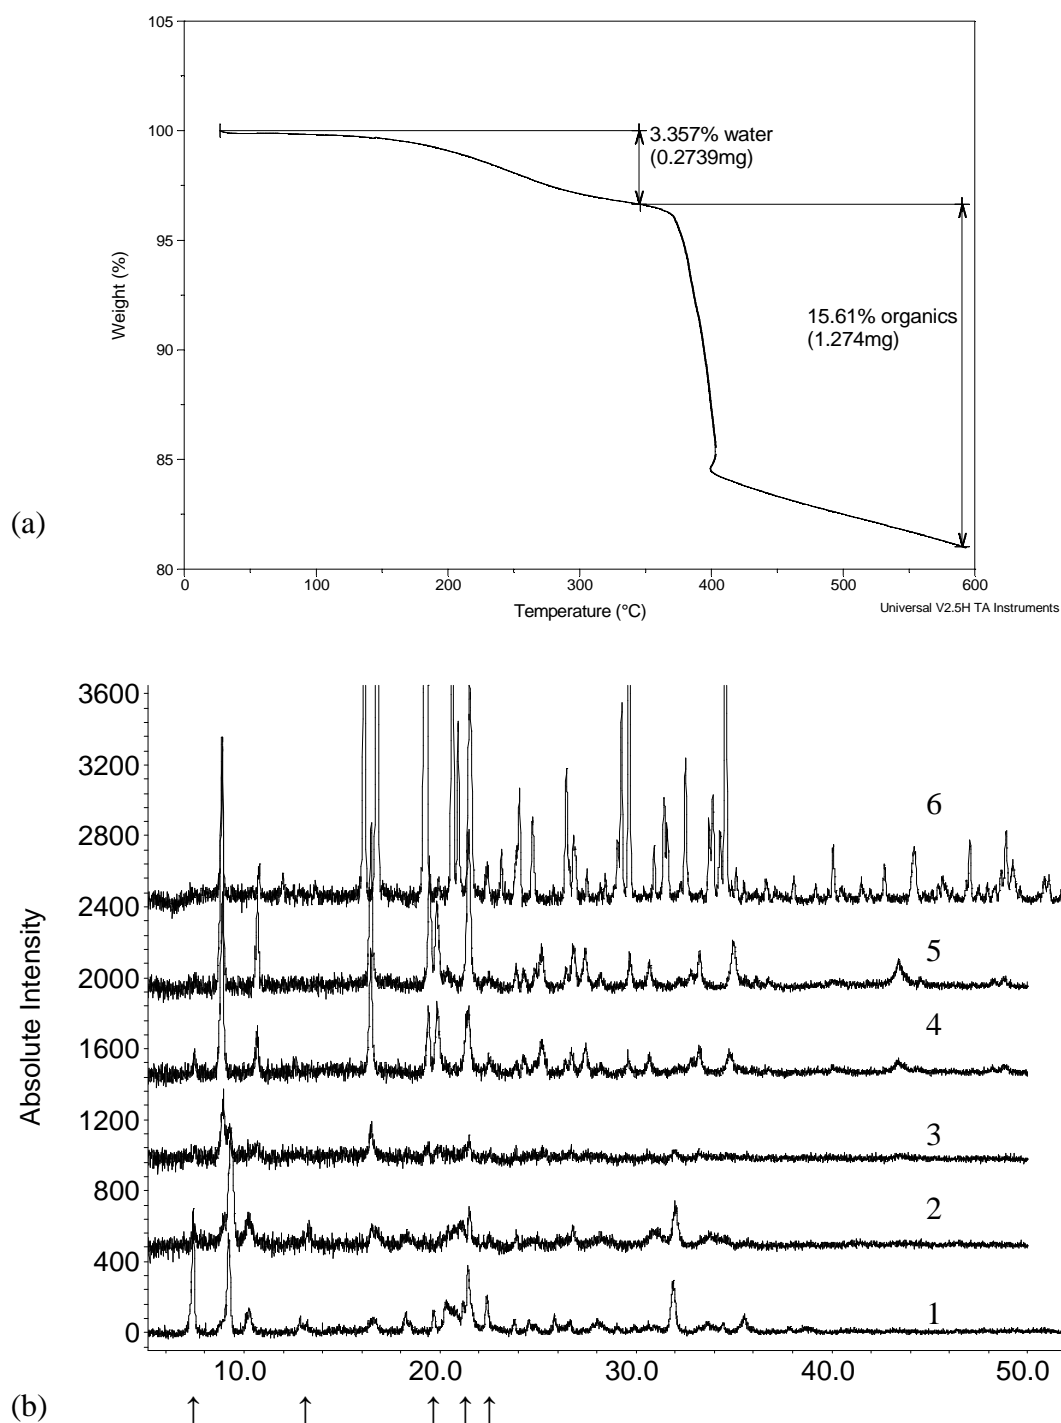 105
100
3.357% water
(0.2739mg)
95
Weight (%)
15.61% organics
(1.274mg)
90
85
(a)
80
0 100 200 300 400 500 600
Temperature (°C)
Universal V2.5H TA Instruments
3600
3200
6
2800
2400
5
2000
4
1600
Absolute Intensity
1200
3
800
2
400
1
0
10.0 20.0 30.0 40.0 50.0
(b)
↑ ↑ ↑ ↑ ↑